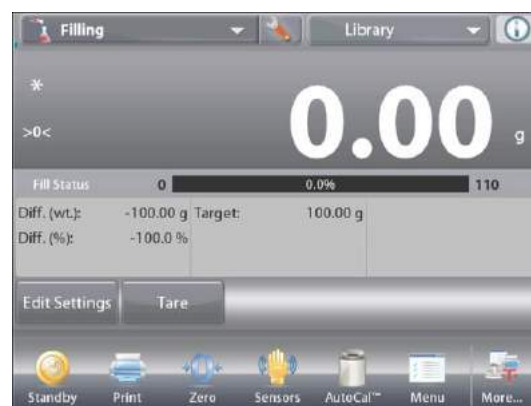 Filling Library
*
>0<
0.00 g
Fill Status 0 0.0% 110
Diff. (wt.): -100.00 g Target: 100.00 g
Diff. (%): -100.0 %
Edit Settings Tare
Standby Print Zero Sensors AutoCal™ Menu More...